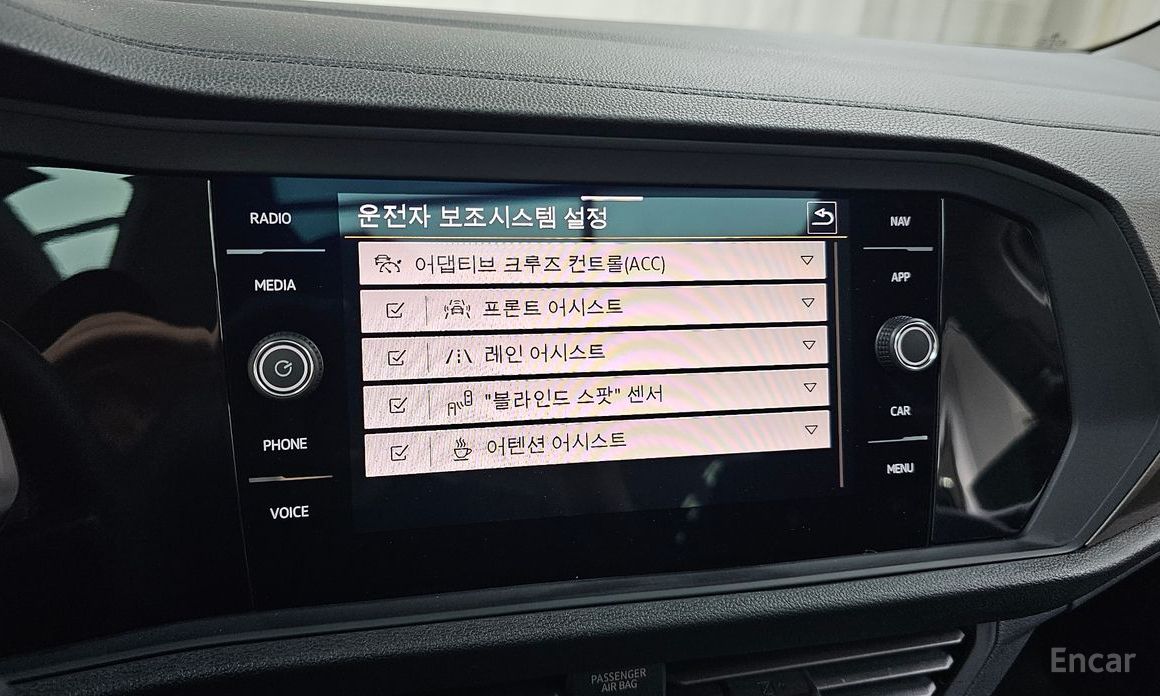 RADIO
MEDIA
PHONE
VOICE
운전자 보조시스템 설정
어댑티브 크루즈 컨트롤(ACC)
프론트 어시스트
레인 어시스트
"블라인드 스팟" 센서
어텐션 어시스트
NAV
APP
CAR
MENU
PASSENGER
AIR BAG
Encar